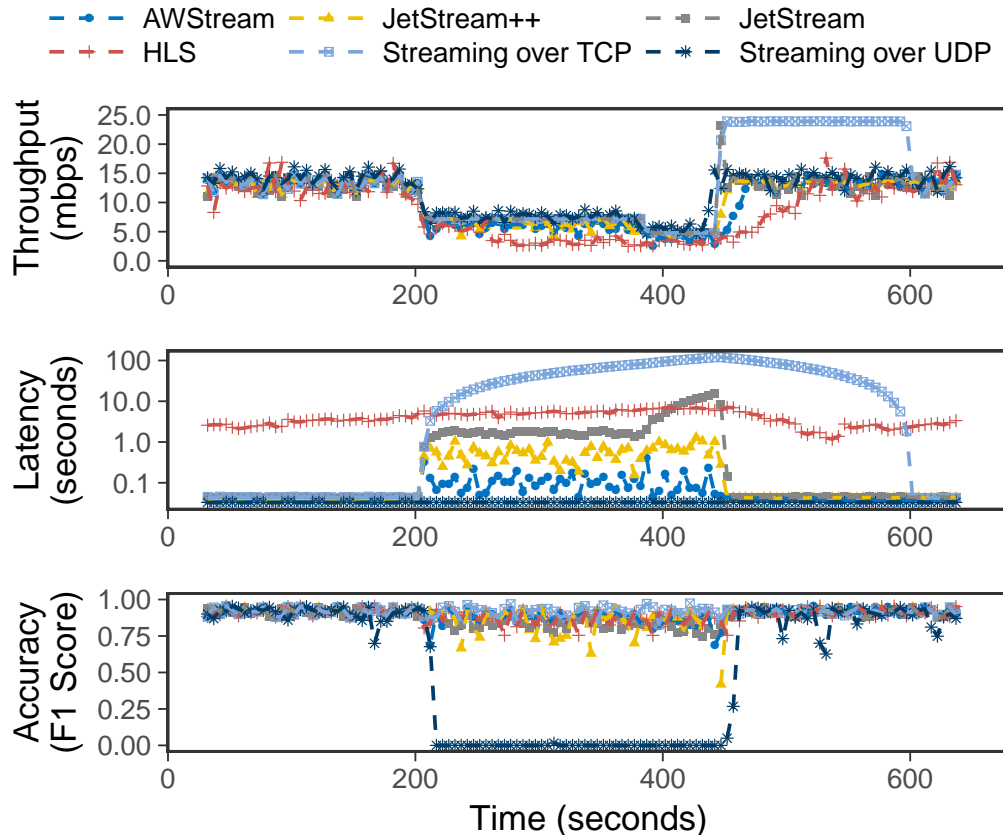 AWStream JetStream++ JetStream
HLS Streaming over TCP Streaming over UDP
Throughput
(mbps)
25.0
20.0
15.0
10.0
5.0
0.0
0 200 400 600
Latency
(seconds)
100
10.0
1.0
0.1
0 200 400 600
Accuracy
(F1 Score)
1.00
0.75
0.50
0.25
0.00
0 200 400 600
Time (seconds)